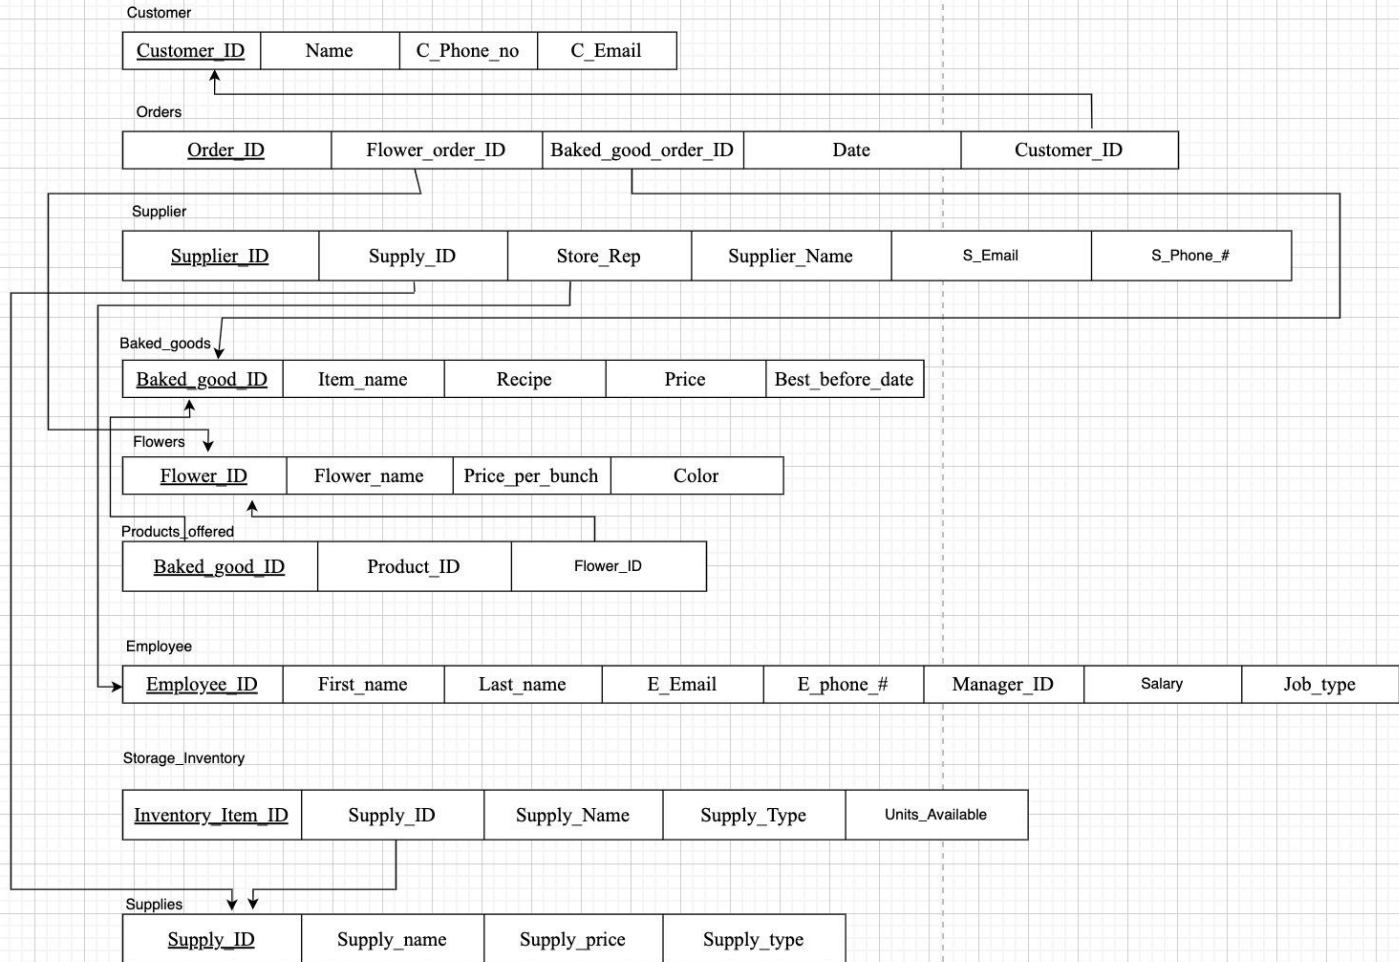 Customer
Customer_ID Name C_Phone_no C_Email
Orders
Order_ID Flower_order_ID Baked_good_order_ID Date Customer_ID
Supplier
Supplier_ID Supply_ID Store_Rep Supplier_Name S_Email S_Phone_#
Baked_goods
Baked_good_ID Item_name Recipe Price Best_before_date
Flowers
Flower_ID Flower_name Price_per_bunch Color
Products_offered
Baked_good_ID Product_ID Flower_ID
Employee
Employee_ID First_name Last_name E_Email E_phone_# Manager_ID Salary Job_type
Storage_Inventory
Inventory_Item_ID Supply_ID Supply_Name Supply_Type Units_Available
Supplies
Supply_ID Supply_name Supply_price Supply_type